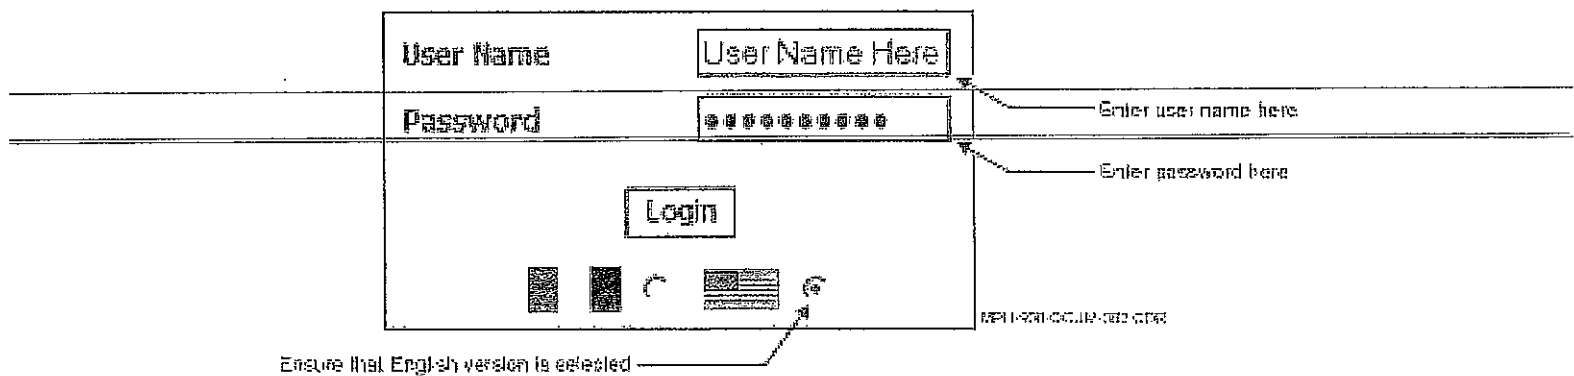 User Name
User Name Here
Enter user name here
Password
Enter password here
Login
Ensure that English version is selected